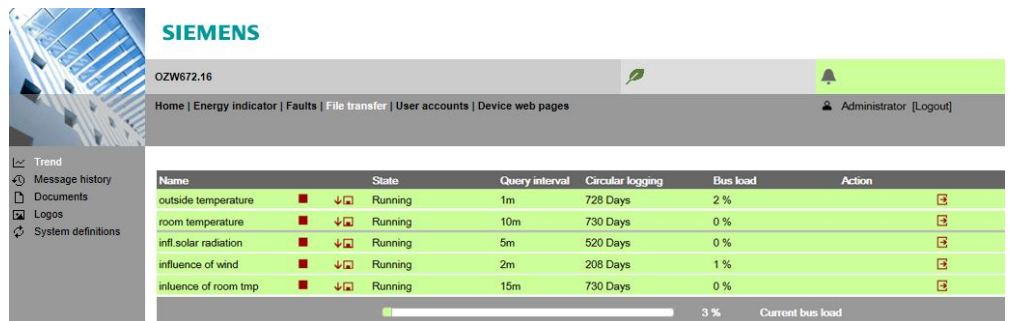 SIEMENS
OZW672.16
Home | Energy indicator | Faults | File transfer | User accounts | Device web pages
Administrator [Logout]
Trend
Message history
Documents
Logos
System definitions
Name State Query interval Circular logging Bus load Action
outside temperature Running 1m 728 Days 2 %
room temperature Running 10m 730 Days 0 %
infl.solar radiation Running 5m 520 Days 0 %
influence of wind Running 2m 208 Days 1 %
inluence of room tmp Running 15m 730 Days 0 %
3 % Current bus load